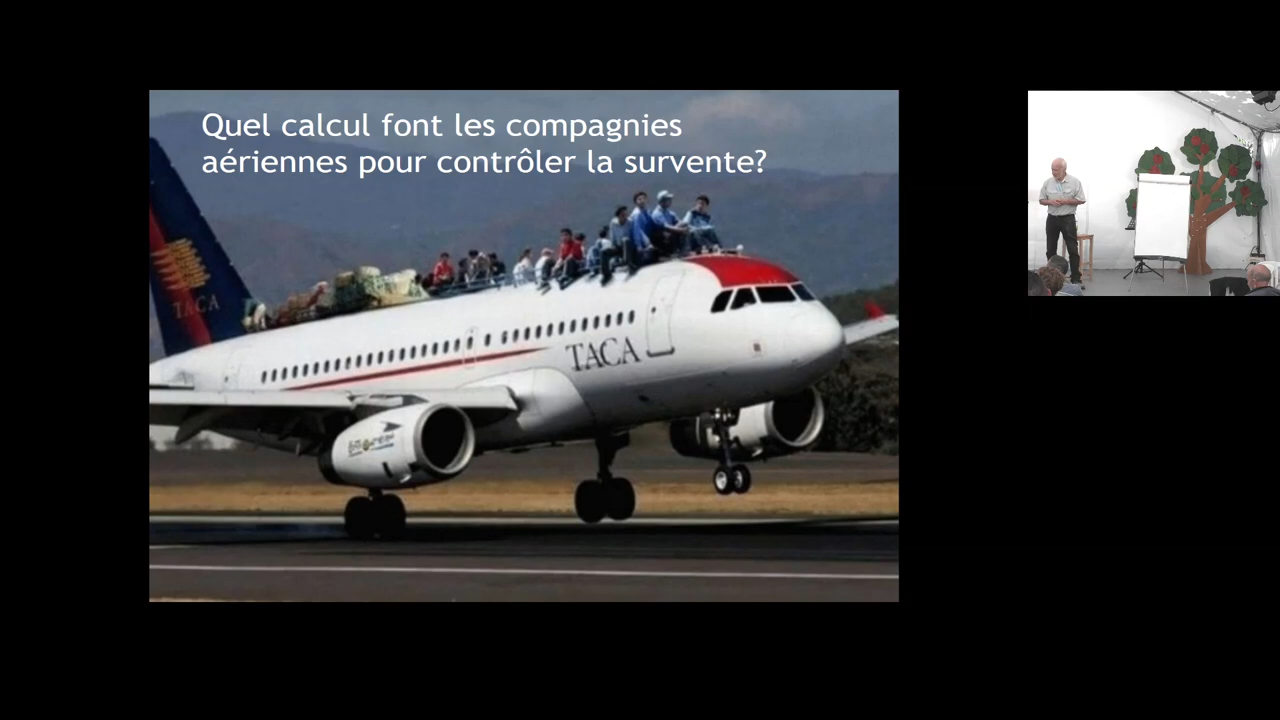 Quel calcul font les compagnies
aériennes pour contrôler la survente?
TACA
TACA